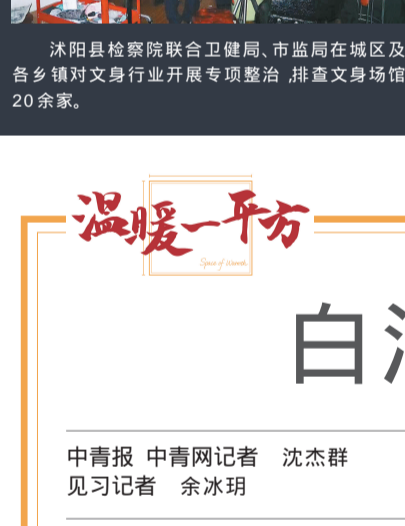 沭阳县检察院联合卫健局、市监局在城区及
各乡镇对文身行业开展专项整治，排查文身场馆
20余家。
温暖一平方
Space of Warmth
白
中青报 中青网记者 沈杰群
见习记者 余冰玥